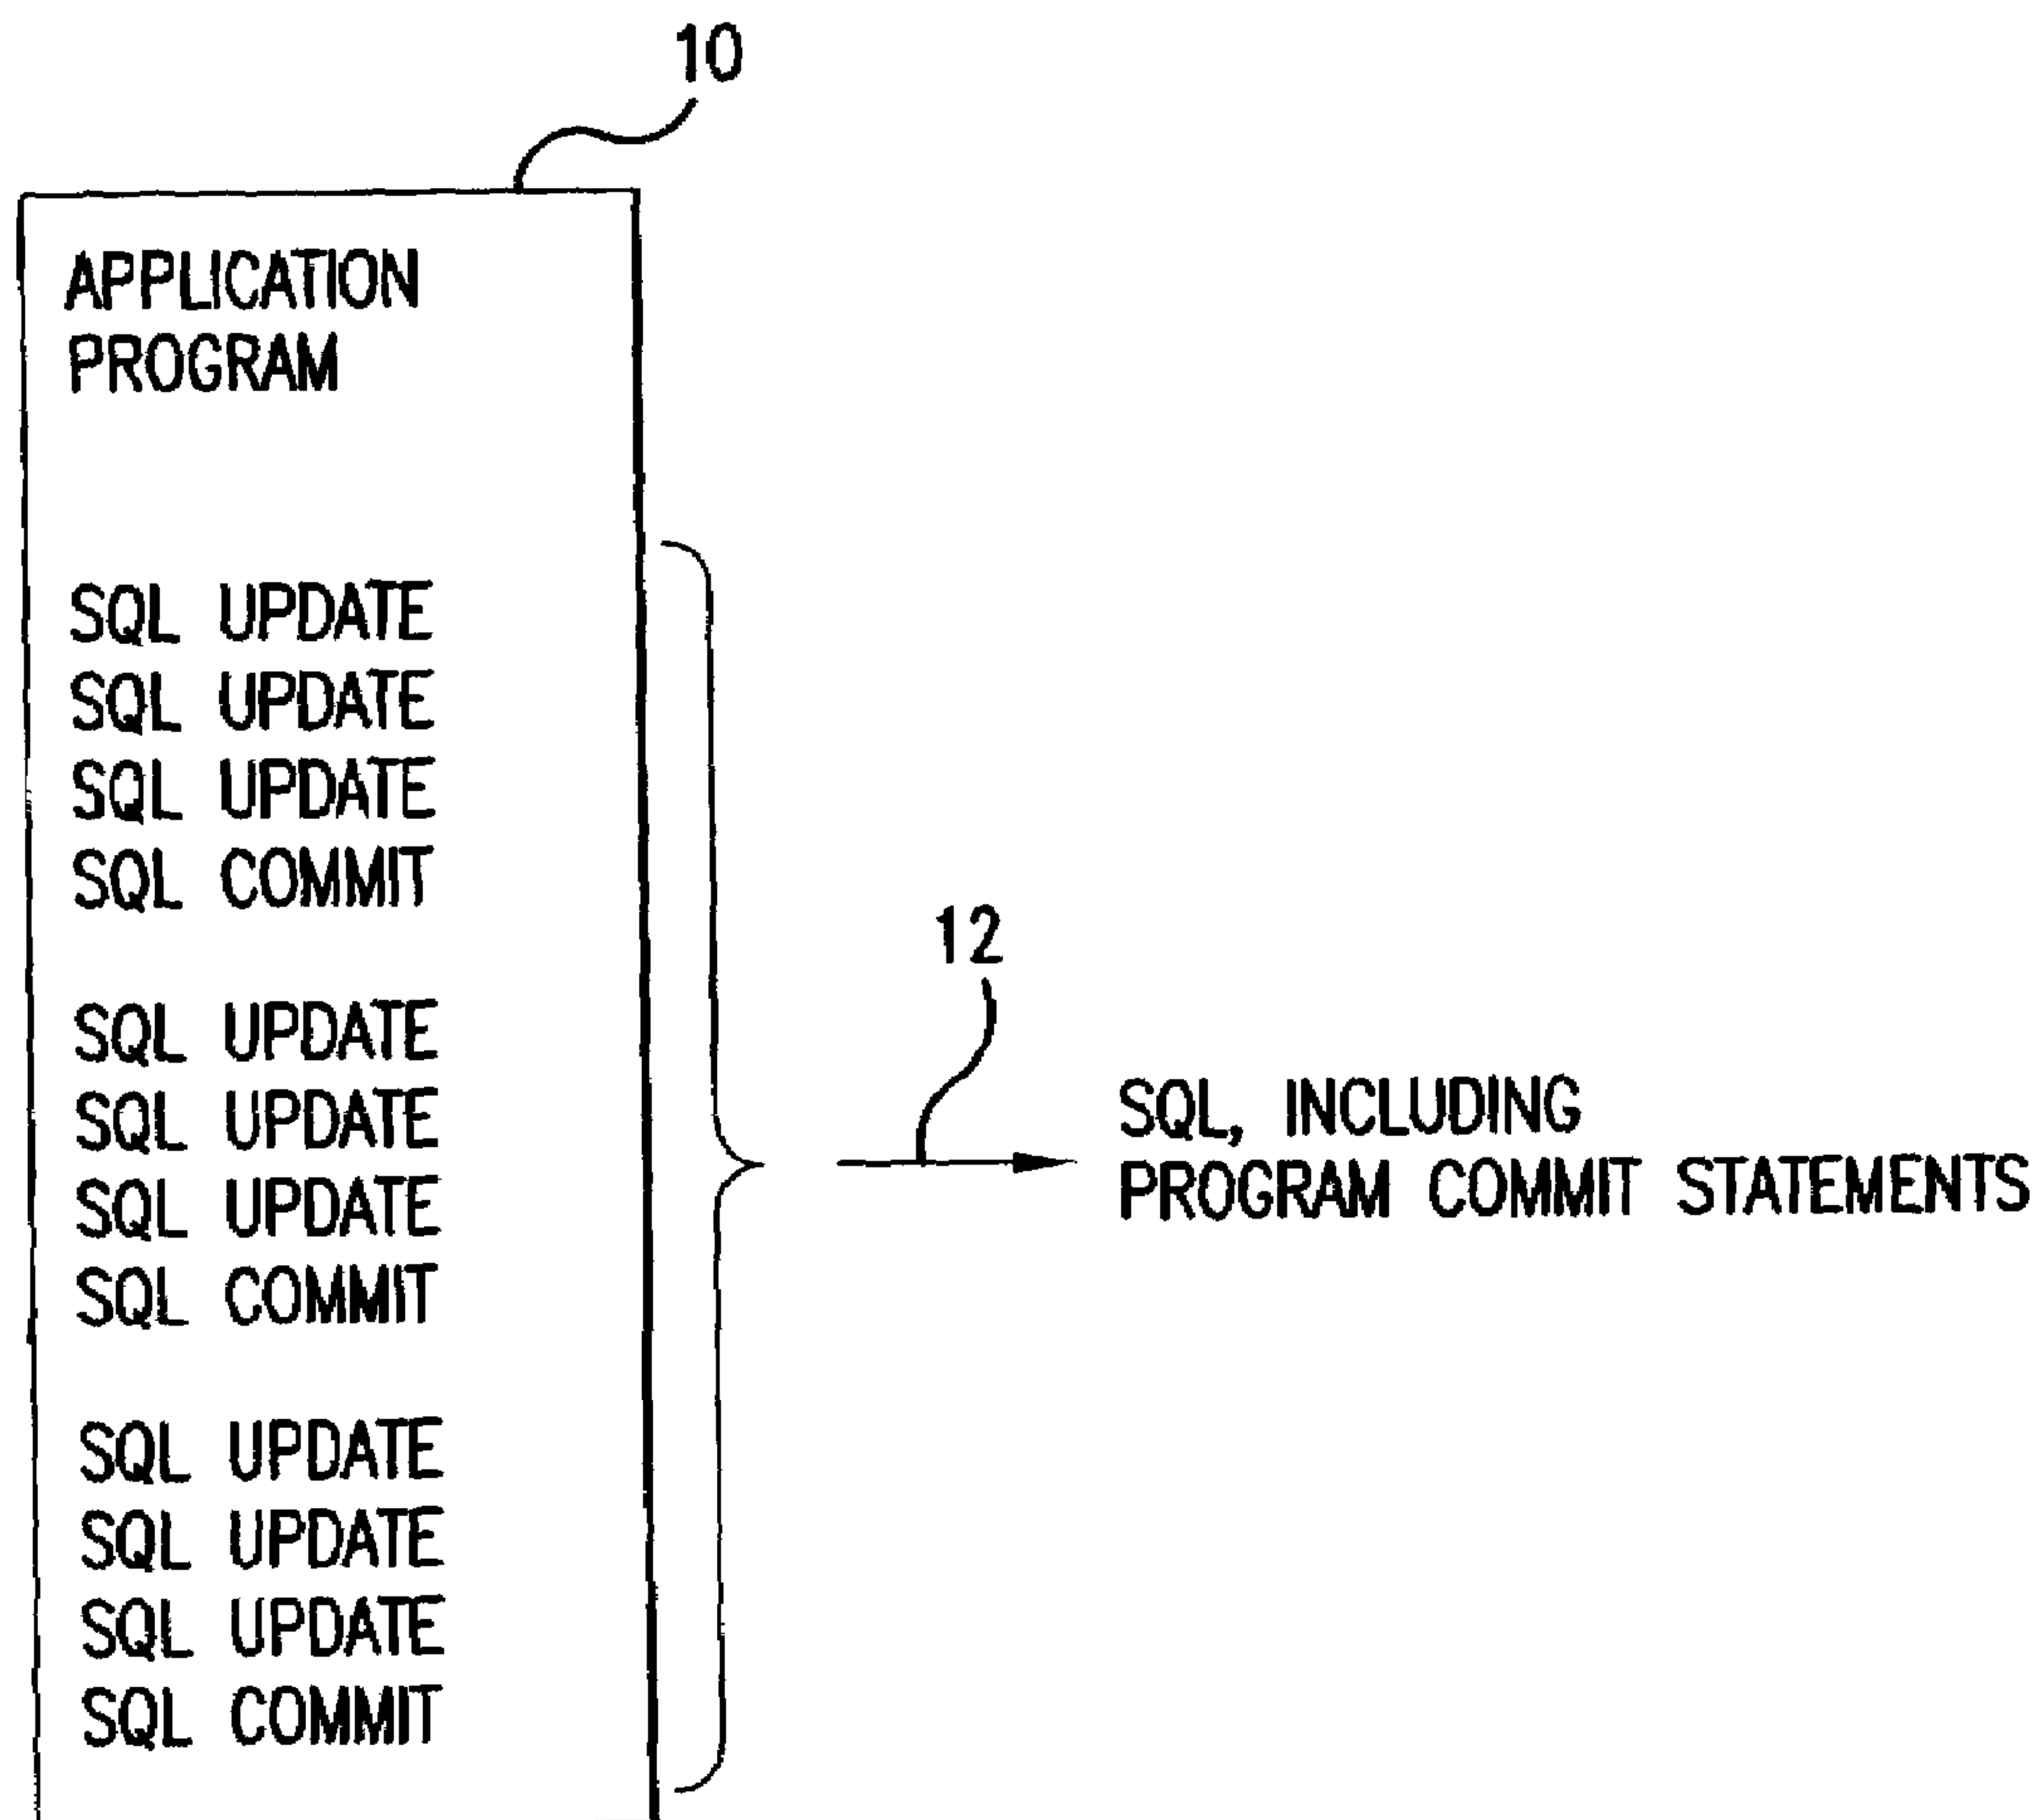 10
APPLICATION
PROGRAM
SQL UPDATE
SQL UPDATE
SQL UPDATE
SQL COMMIT
SQL UPDATE
SQL UPDATE
SQL UPDATE
SQL COMMIT
SQL UPDATE
SQL UPDATE
SQL UPDATE
SQL COMMIT
12
SQL, INCLUDING
PROGRAM COMMIT STATEMENTS